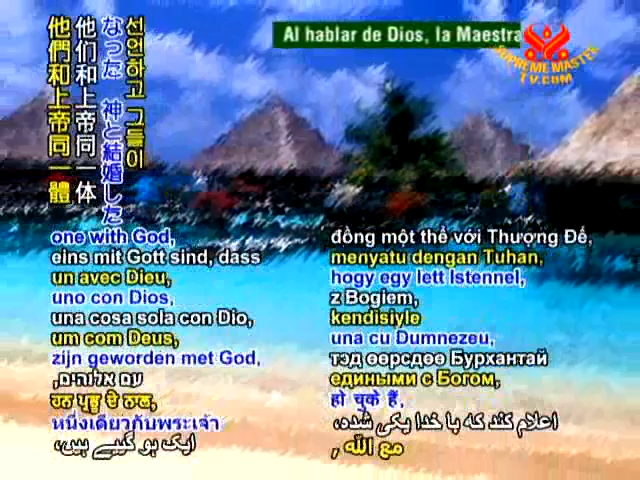 Al hablar de Dios, la Maestra
SUPREME MASTER
TV.COM
선언하고 그들이
なった 神と結婚した
他们和上帝同一体
他們和上帝同一體
one with God,
eins mit Gott sind, dass
un avec Dieu,
uno con Dios,
una cosa sola con Dio,
um com Deus,
zijn geworden met God,
עם אלוהים,
ਹਨ ਪ੍ਰਭੂ ਦੇ ਨਾਲ,
หนึ่งเดียวกับพระเจ้า
ایک ہو گیے ہیں،
đồng một thể với Thượng Đế,
menyatu dengan Tuhan,
hogy egy lett Istennel,
z Bogiem,
kendisiyle
una cu Dumnezeu,
тэд өөрсдөө Бурхантай
едиными с Богом,
हो चुके हैं,
اعلام کند که با خدا یکی شده،
مع الله ,